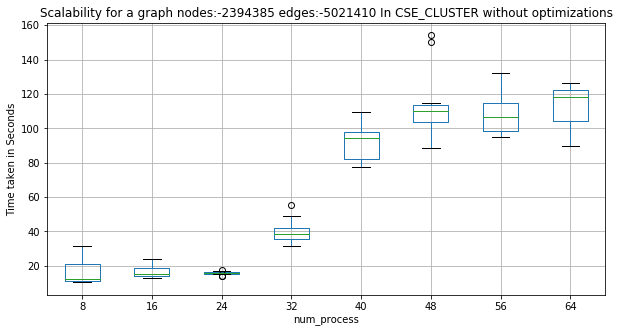 Scalability for a graph nodes:-2394385 edges:-5021410 In CSE_CLUSTER without optimizations
160
140
120
100
80
60
40
20
Time taken in Seconds
8 16 24 32 40 48 56 64
num_process